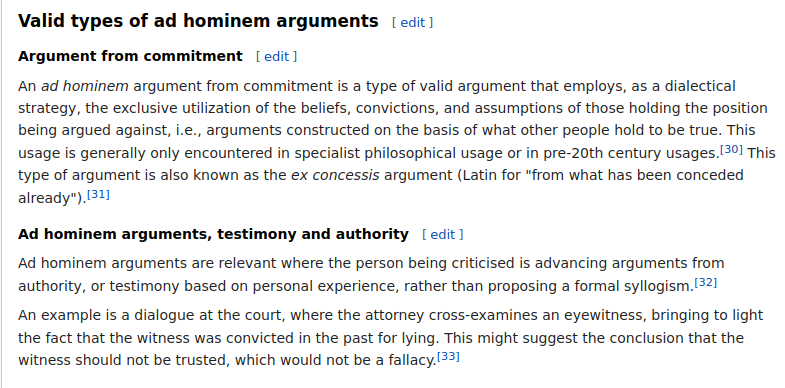 Valid types of ad hominem arguments [ edit ]
Argument from commitment [ edit ]
An ad hominem argument from commitment is a type of valid argument that employs, as a dialectical
strategy, the exclusive utilization of the beliefs, convictions, and assumptions of those holding the position
being argued against, i.e., arguments constructed on the basis of what other people hold to be true. This
usage is generally only encountered in specialist philosophical usage or in pre-20th century usages.[30] This
type of argument is also known as the ex concessis argument (Latin for "from what has been conceded
already").[31]
Ad hominem arguments, testimony and authority [ edit ]
Ad hominem arguments are relevant where the person being criticised is advancing arguments from
authority, or testimony based on personal experience, rather than proposing a formal syllogism.[32]
An example is a dialogue at the court, where the attorney cross-examines an eyewitness, bringing to light
the fact that the witness was convicted in the past for lying. This might suggest the conclusion that the
witness should not be trusted, which would not be a fallacy.[33]